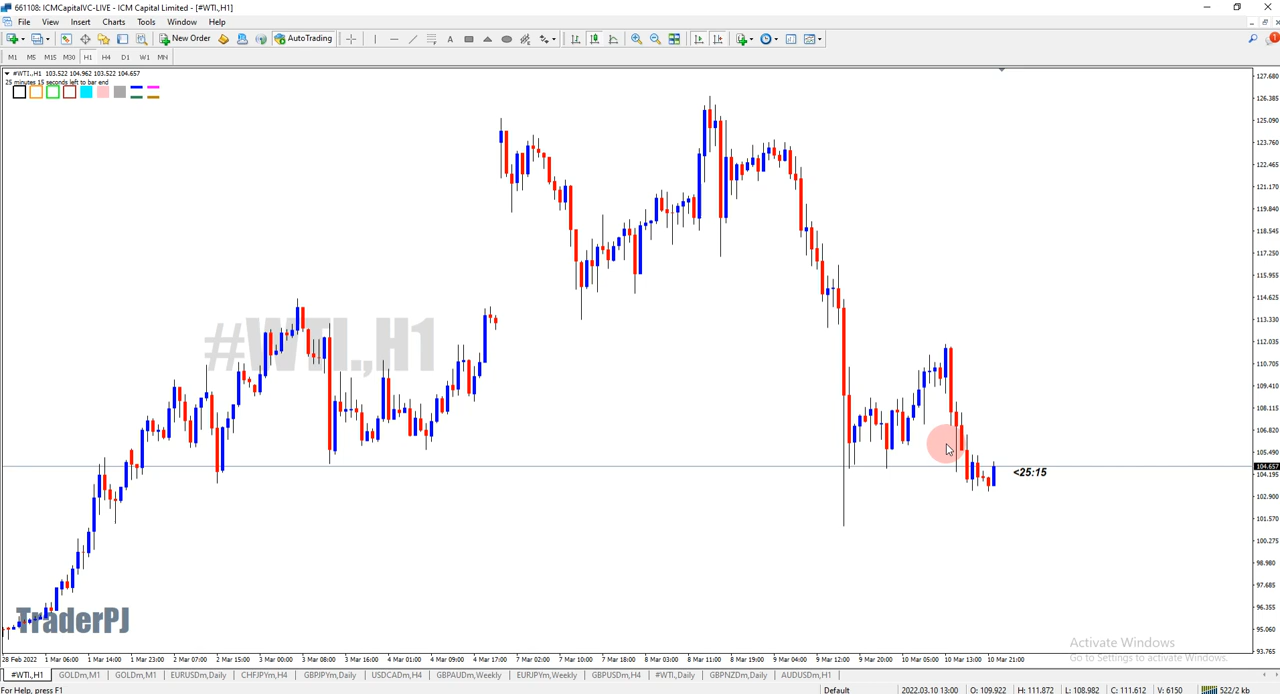 661108: ICMCapitalVC-LIVE - ICM Capital Limited - [#WTI.,H1]
File View Insert Charts Tools Window Help
New Order AutoTrading
M1 M5 M15 M30 H1 H4 D1 W1 MN
#WTI.,H1 103.522 104.962 103.522 104.657
25 minutes 15 seconds left to bar end
#WTI.,H1
127.680
126.385
125.090
123.760
122.465
121.170
119.840
118.545
117.250
115.955
114.625
113.330
112.035
110.705
109.410
108.115
106.820
105.490
104.657
104.195
102.900
101.570
100.275
98.980
97.685
96.355
95.060
93.765
<25:15
TraderPJ
Activate Windows
Go to Settings to activate Windows.
28 Feb 2022 1 Mar 06:00 1 Mar 14:00 1 Mar 23:00 2 Mar 07:00 2 Mar 15:00 3 Mar 00:00 3 Mar 08:00 3 Mar 16:00 4 Mar 01:00 4 Mar 09:00 4 Mar 17:00 7 Mar 02:00 7 Mar 10:00 7 Mar 18:00 8 Mar 03:00 8 Mar 11:00 8 Mar 19:00 9 Mar 04:00 9 Mar 12:00 9 Mar 20:00 10 Mar 05:00 10 Mar 13:00 10 Mar 21:00
#WTI.,H1 GOLDm,M1 GOLDm,M1 EURUSDm,Daily CHFJPYm,H4 GBPJPYm,Daily USDCADm,H4 GBPAUDm,Weekly EURJPYm,Weekly GBPUSDm,H4 #WTI.,Daily GBPNZDm,Daily AUDUSDm,H1
For Help, press F1 Default 2022.03.10 13:00 O: 109.922 H: 111.872 L: 108.982 C: 111.612 V: 6150 522/2 kb